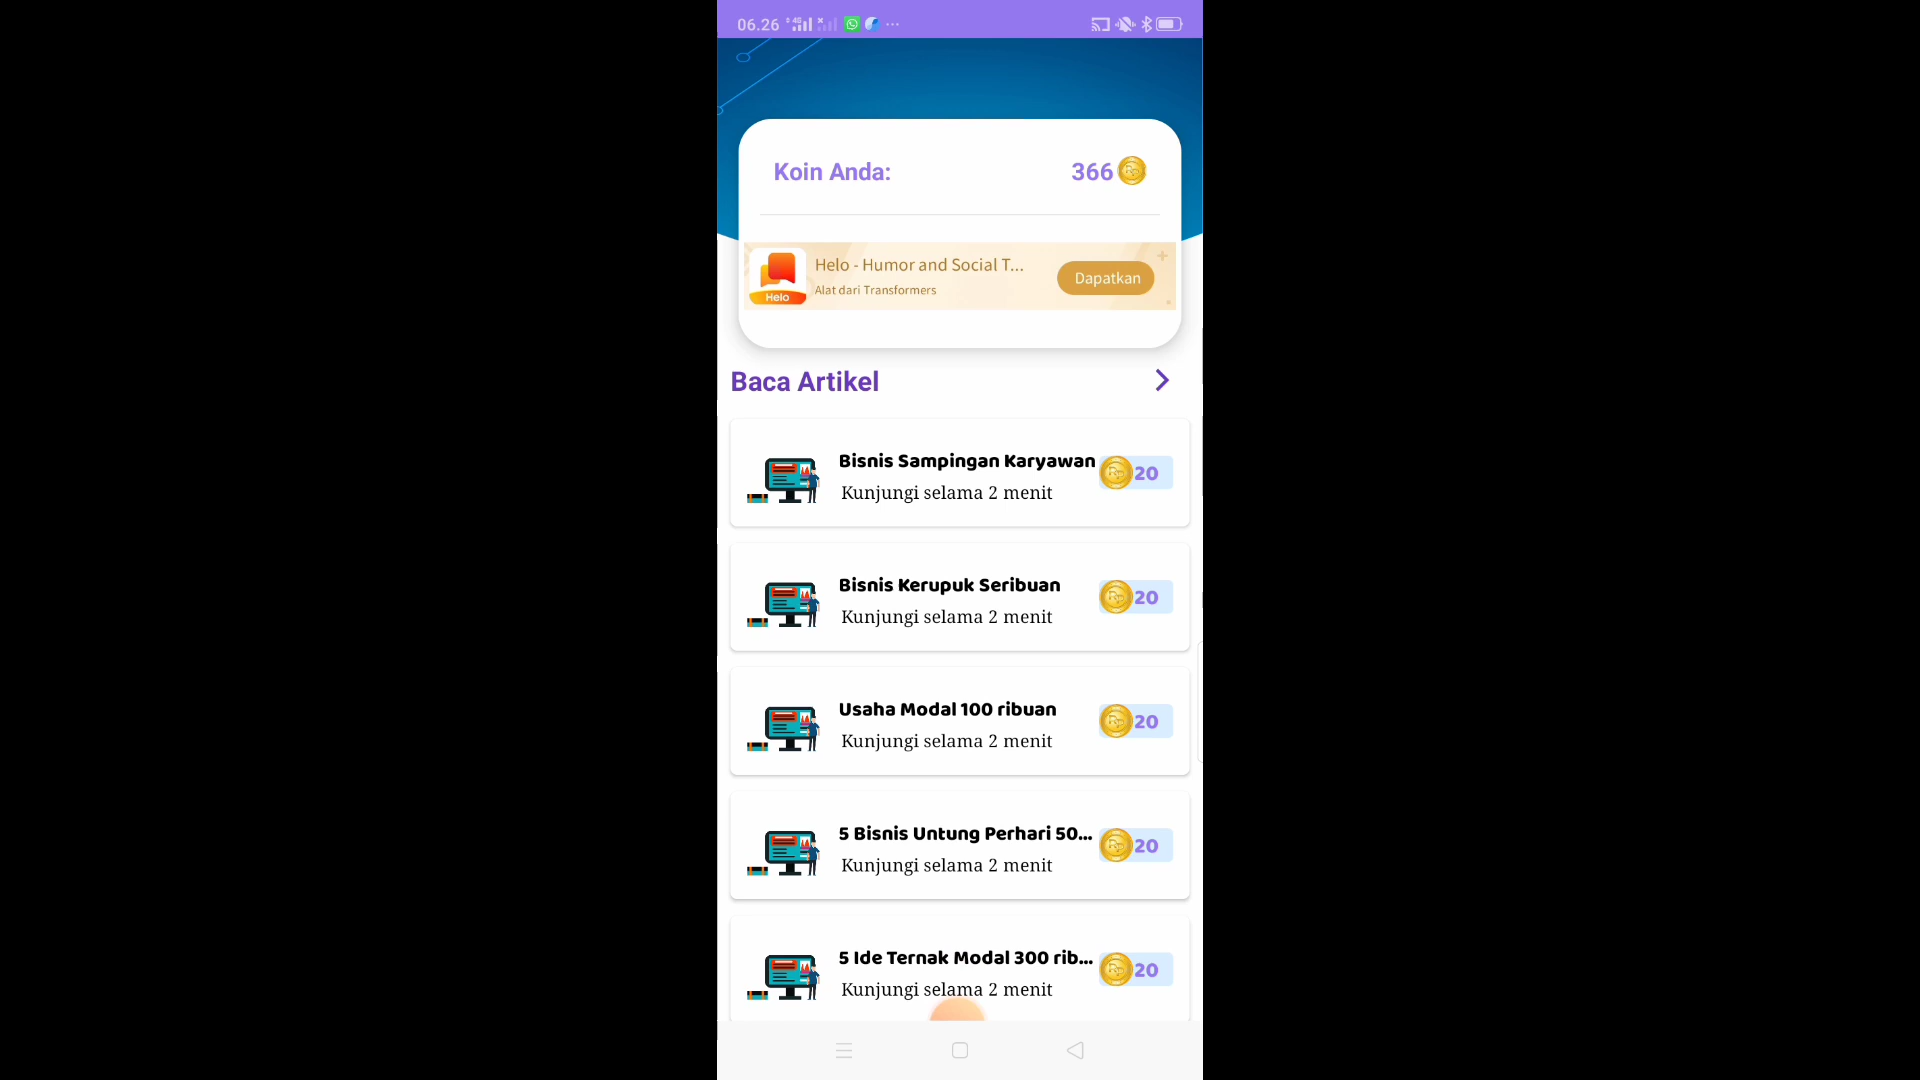 06.26
Koin Anda:
366
Helo - Humor and Social T...
Alat dari Transformers
Dapatkan
Helo
Baca Artikel
Bisnis Sampingan Karyawan
20
Kunjungi selama 2 menit
Bisnis Kerupuk Seribuan
20
Kunjungi selama 2 menit
Usaha Modal 100 ribuan
20
Kunjungi selama 2 menit
5 Bisnis Untung Perhari 50...
20
Kunjungi selama 2 menit
5 Ide Ternak Modal 300 rib...
20
Kunjungi selama 2 menit